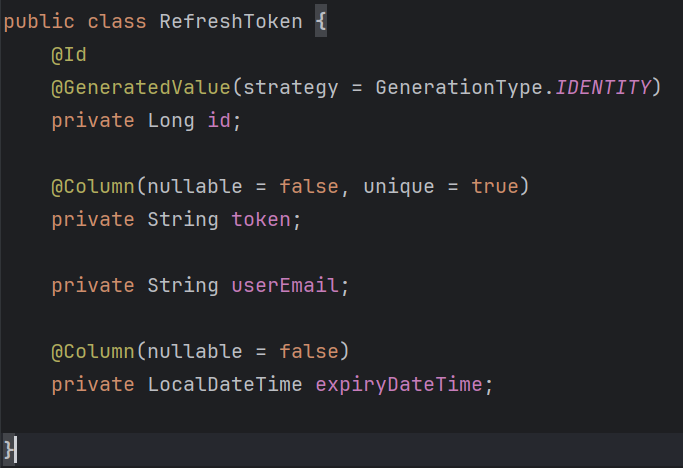 public class RefreshToken {
@Id
@GeneratedValue(strategy = GenerationType.IDENTITY)
private Long id;
@Column(nullable = false, unique = true)
private String token;
private String userEmail;
@Column(nullable = false)
private LocalDateTime expiryDateTime;
}